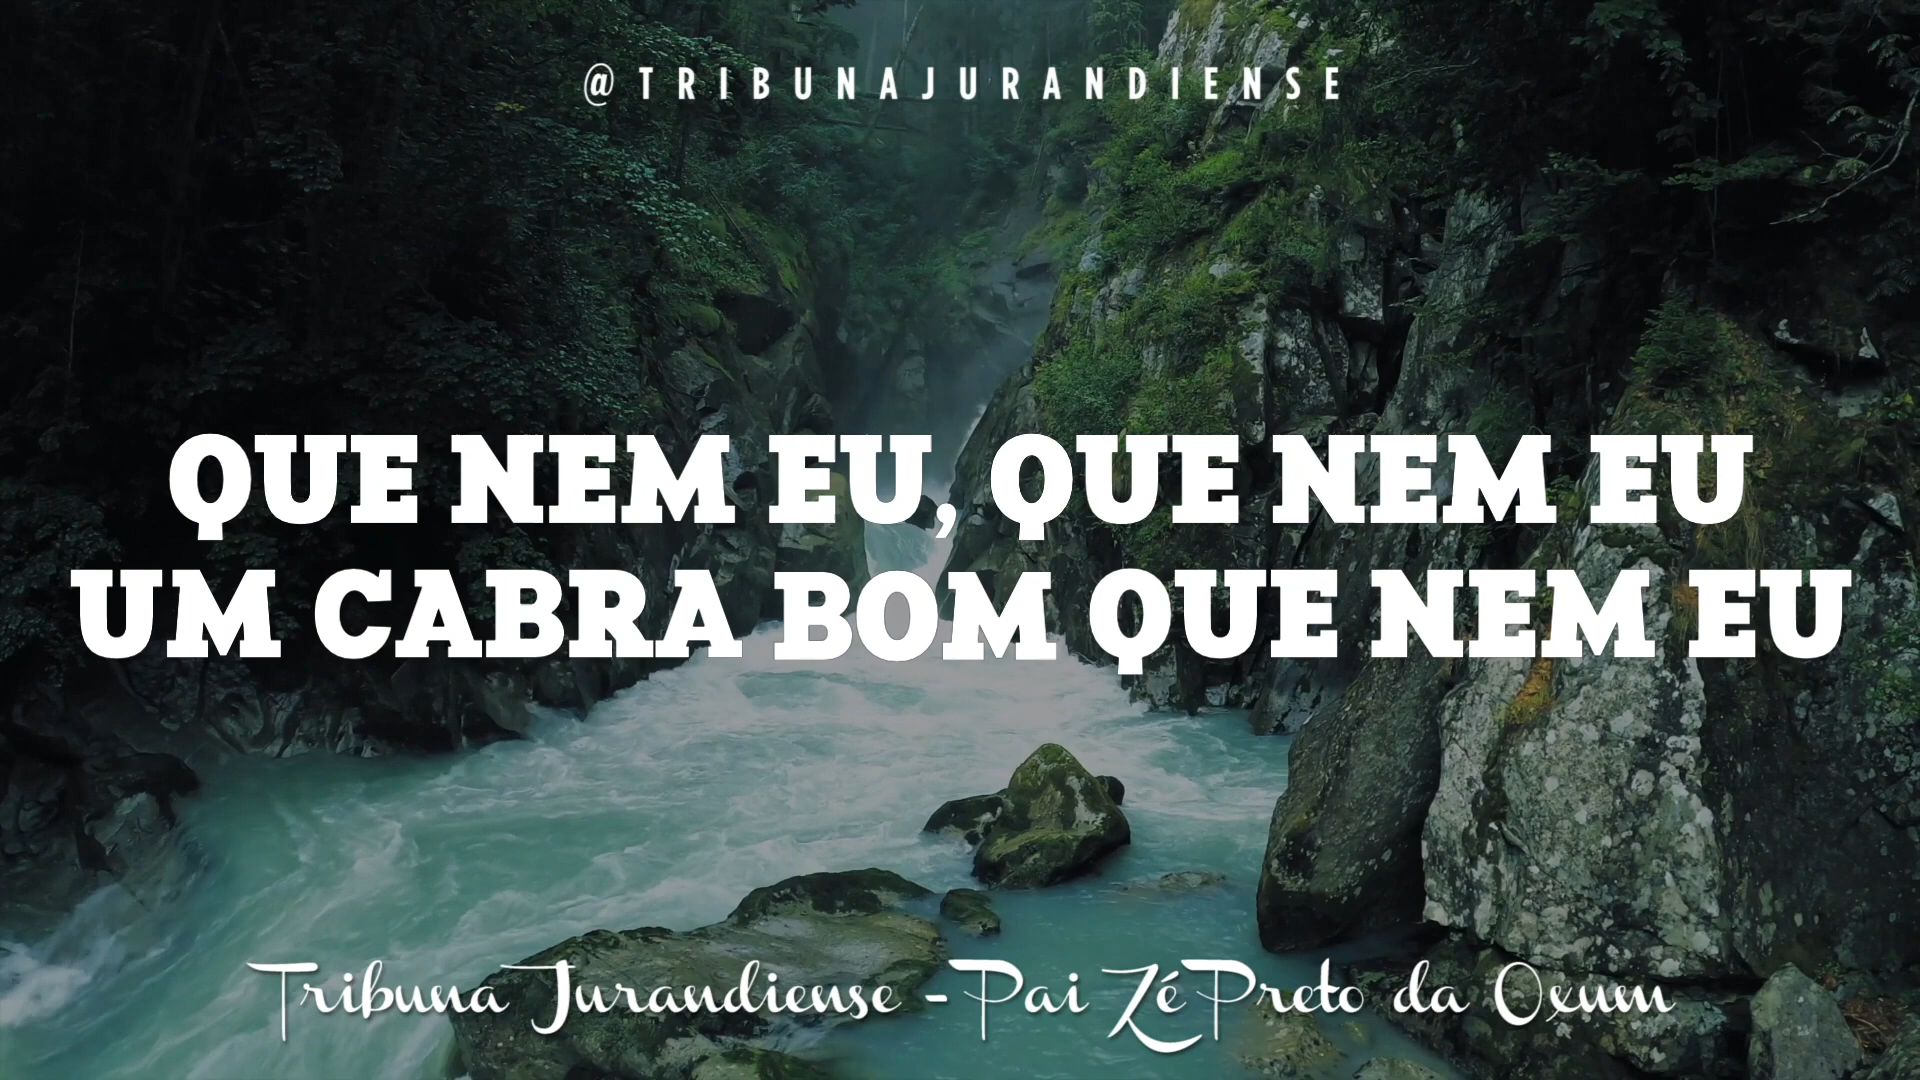 @TRIBUNAJURANDIENSE
QUE NEM EU, QUE NEM EU
UM CABRA BOM QUE NEM EU
Tribuna Jurandiense - Pai Zé Preto da Oxum